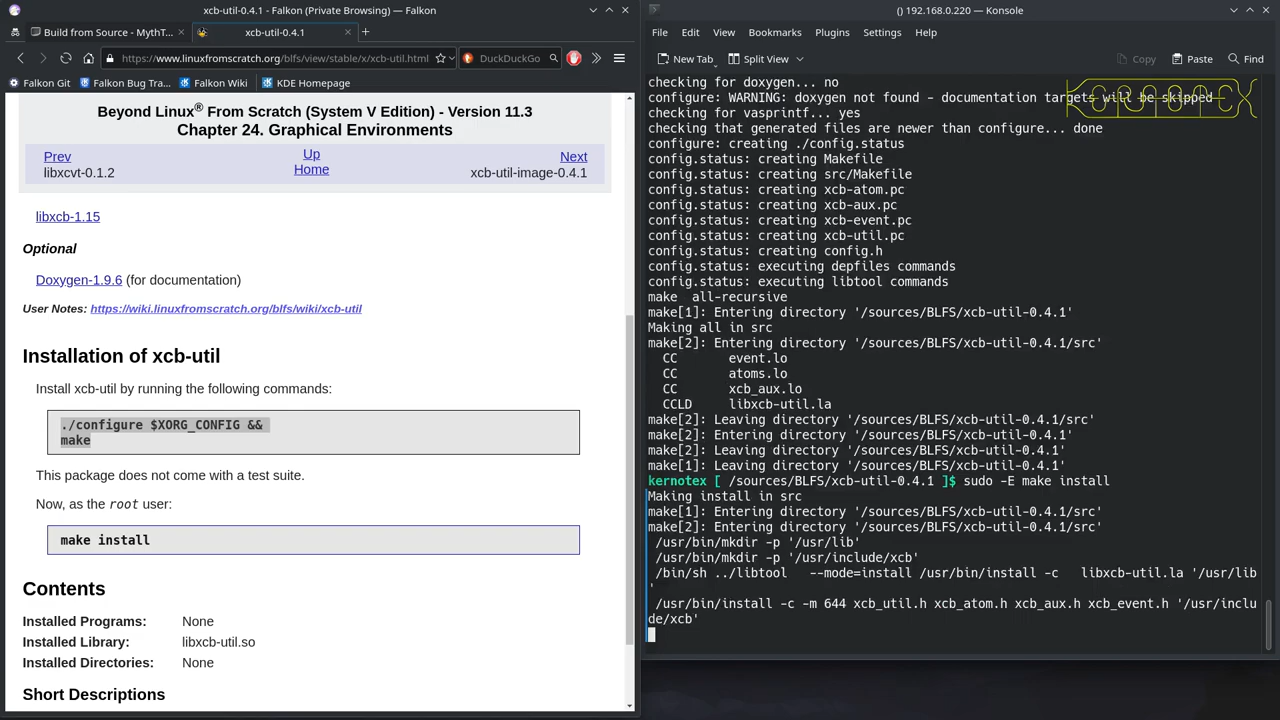 xcb-util-0.4.1 - Falkon (Private Browsing) — Falkon
Build from Source - MythT...
xcb-util-0.4.1
https://www.linuxfromscratch.org/blfs/view/stable/x/xcb-util.html
DuckDuckGo
Falkon Git
Falkon Bug Tra...
Falkon Wiki
KDE Homepage
Beyond Linux® From Scratch (System V Edition) - Version 11.3
Chapter 24. Graphical Environments
Prev
Up
Next
libxcvt-0.1.2
Home
xcb-util-image-0.4.1
libxcb-1.15
Optional
Doxygen-1.9.6 (for documentation)
User Notes: https://wiki.linuxfromscratch.org/blfs/wiki/xcb-util
Installation of xcb-util
Install xcb-util by running the following commands:
./configure $XORG_CONFIG &&
make
This package does not come with a test suite.
Now, as the root user:
make install
Contents
Installed Programs: None
Installed Library: libxcb-util.so
Installed Directories: None
Short Descriptions
() 192.168.0.220 — Konsole
File Edit View Bookmarks Plugins Settings Help
New Tab
Split View
Copy
Paste
Find
checking for doxygen... no
configure: WARNING: doxygen not found - documentation targets will be skipped
checking for vasprintf... yes
checking that generated files are newer than configure... done
configure: creating ./config.status
config.status: creating Makefile
config.status: creating src/Makefile
config.status: creating xcb-atom.pc
config.status: creating xcb-aux.pc
config.status: creating xcb-event.pc
config.status: creating xcb-util.pc
config.status: creating config.h
config.status: executing depfiles commands
config.status: executing libtool commands
make  all-recursive
make[1]: Entering directory '/sources/BLFS/xcb-util-0.4.1'
Making all in src
make[2]: Entering directory '/sources/BLFS/xcb-util-0.4.1/src'
CC       event.lo
CC       atoms.lo
CC       xcb_aux.lo
CCLD     libxcb-util.la
make[2]: Leaving directory '/sources/BLFS/xcb-util-0.4.1/src'
make[2]: Entering directory '/sources/BLFS/xcb-util-0.4.1'
make[2]: Leaving directory '/sources/BLFS/xcb-util-0.4.1'
make[1]: Leaving directory '/sources/BLFS/xcb-util-0.4.1'
kernotex [ /sources/BLFS/xcb-util-0.4.1 ]$ sudo -E make install
Making install in src
make[1]: Entering directory '/sources/BLFS/xcb-util-0.4.1/src'
make[2]: Entering directory '/sources/BLFS/xcb-util-0.4.1/src'
/usr/bin/mkdir -p '/usr/lib'
/usr/bin/mkdir -p '/usr/include/xcb'
/bin/sh ../libtool   --mode=install /usr/bin/install -c   libxcb-util.la '/usr/lib
'
/usr/bin/install -c -m 644 xcb_util.h xcb_atom.h xcb_aux.h xcb_event.h '/usr/inclu
de/xcb'